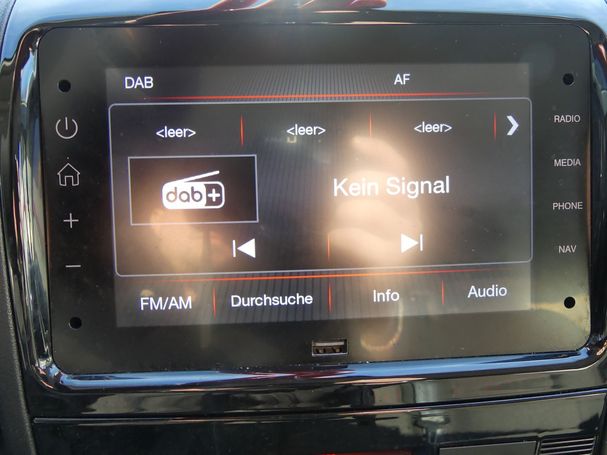 DAB AF
<leer> <leer> <leer>
RADIO
dab+
Kein Signal
MEDIA
PHONE
NAV
FM/AM Durchsuche Info Audio